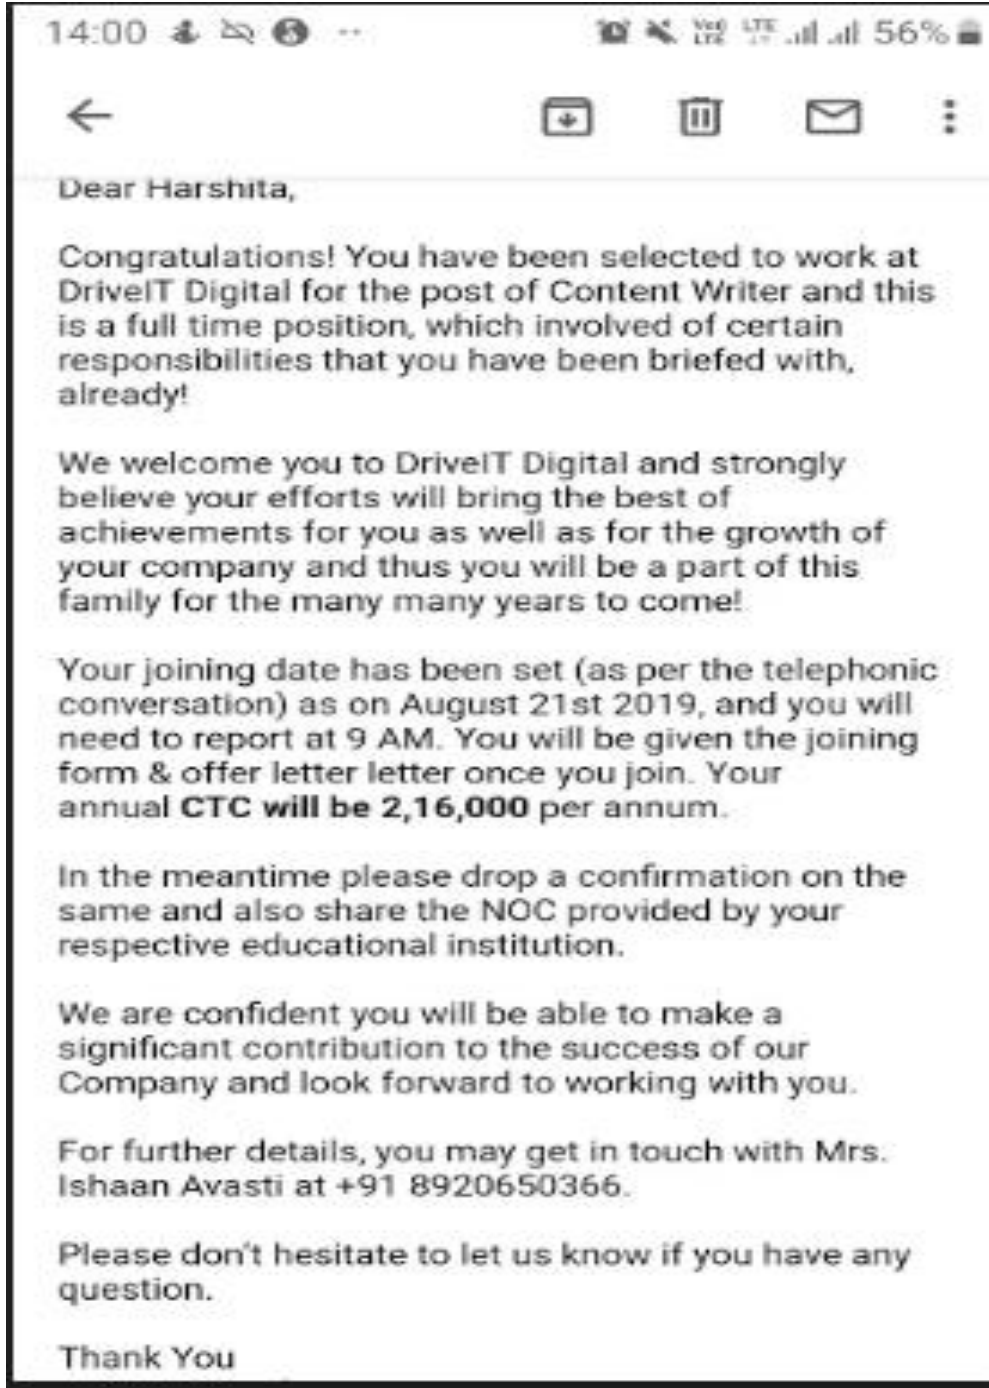 14:00 56%
Dear Harshita,
Congratulations! You have been selected to work at
DriveIT Digital for the post of Content Writer and this
is a full time position, which involved of certain
responsibilities that you have been briefed with,
already!
We welcome you to DriveIT Digital and strongly
believe your efforts will bring the best of
achievements for you as well as for the growth of
your company and thus you will be a part of this
family for the many many years to come!
Your joining date has been set (as per the telephonic
conversation) as on August 21st 2019, and you will
need to report at 9 AM. You will be given the joining
form & offer letter letter once you join. Your
annual CTC will be 2,16,000 per annum.
In the meantime please drop a confirmation on the
same and also share the NOC provided by your
respective educational institution.
We are confident you will be able to make a
significant contribution to the success of our
Company and look forward to working with you.
For further details, you may get in touch with Mrs.
Ishaan Avasti at +91 8920650366.
Please don't hesitate to let us know if you have any
question.
Thank You